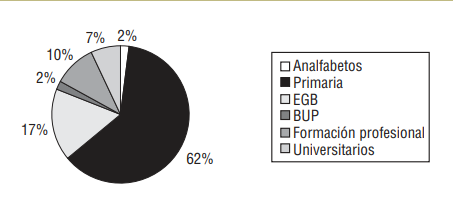 7%
2%
10%
2%
17%
62%
Analfabetos
Primaria
EGB
BUP
Formación profesional
Universitarios